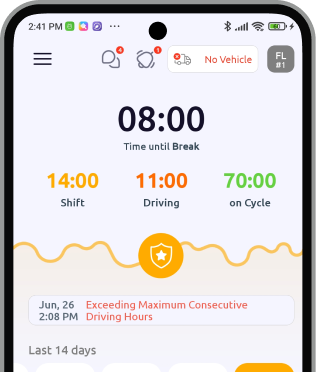 2:41 PM
4
1
No Vehicle
FL
#1
08:00
Time until Break
14:00 11:00 70:00
Shift Driving on Cycle
Jun, 26 Exceeding Maximum Consecutive
2:08 PM Driving Hours
Last 14 days